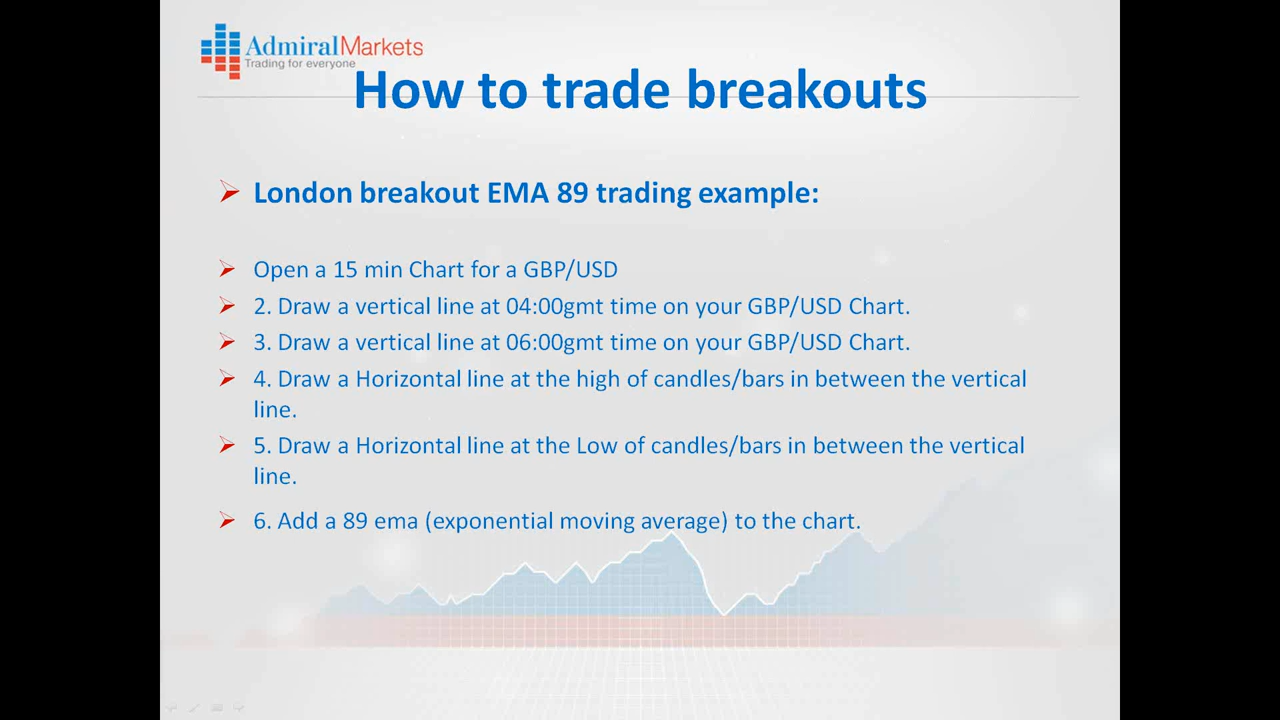 AdmiralMarkets
Trading for everyone
How to trade breakouts
London breakout EMA 89 trading example:
Open a 15 min Chart for a GBP/USD
2. Draw a vertical line at 04:00gmt time on your GBP/USD Chart.
3. Draw a vertical line at 06:00gmt time on your GBP/USD Chart.
4. Draw a Horizontal line at the high of candles/bars in between the vertical
line.
5. Draw a Horizontal line at the Low of candles/bars in between the vertical
line.
6. Add a 89 ema (exponential moving average) to the chart.